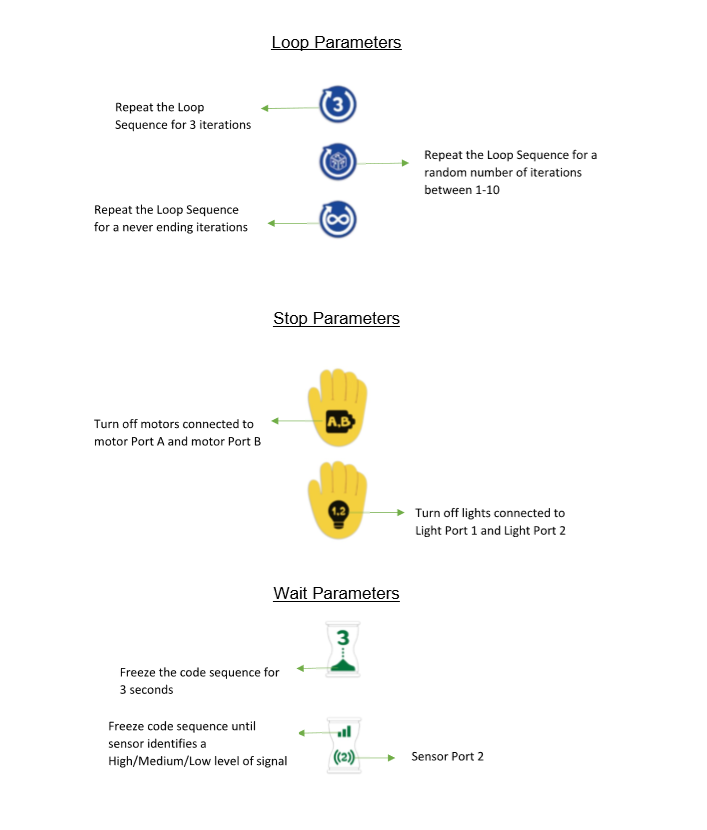 Loop Parameters
3
Repeat the Loop
Sequence for 3 iterations
Repeat the Loop Sequence for a
random number of iterations
between 1-10
Repeat the Loop Sequence
for a never ending iterations
∞
Stop Parameters
A,B
Turn off motors connected to
motor Port A and motor Port B
1,2
Turn off lights connected to
Light Port 1 and Light Port 2
Wait Parameters
3
Freeze the code sequence for
3 seconds
Freeze code sequence until
sensor identifies a
High/Medium/Low level of signal
((2))
Sensor Port 2